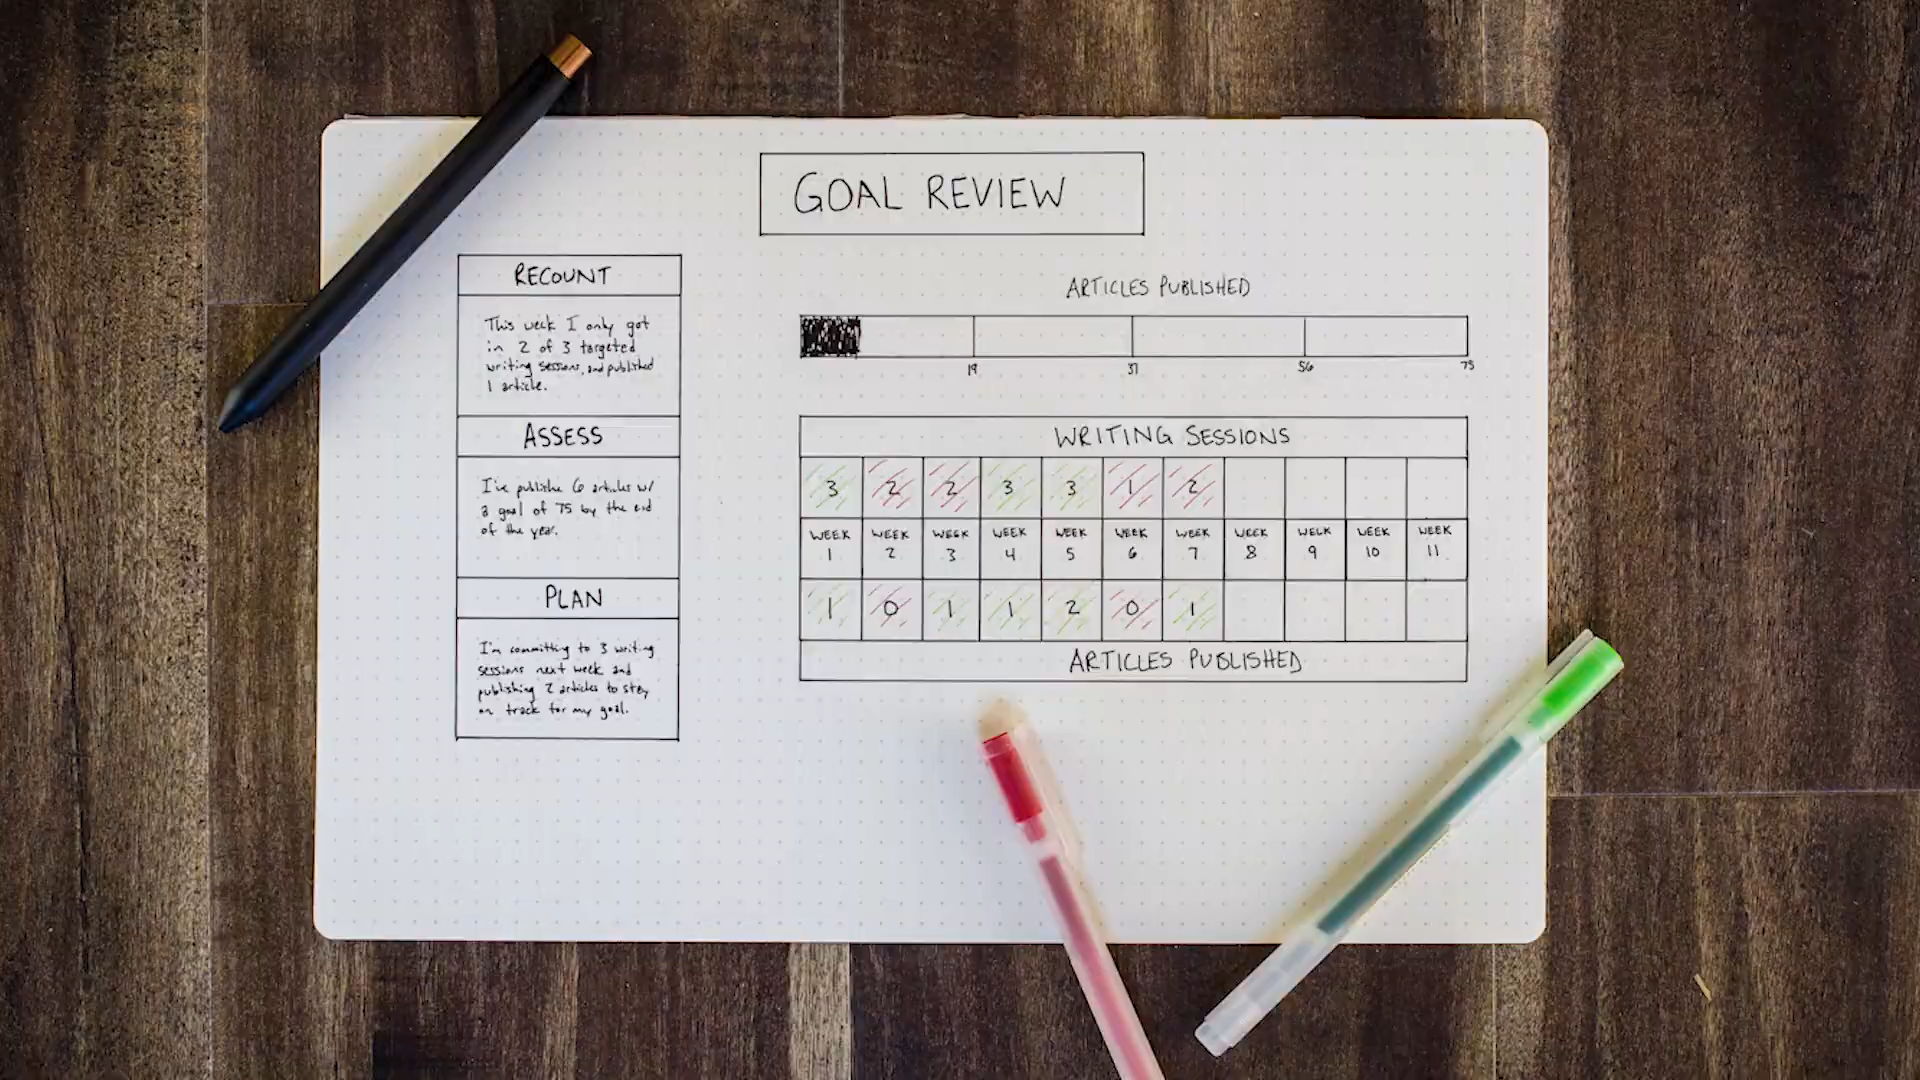 GOAL REVIEW
RECOUNT
This week I only got
in 2 of 3 targeted
writing sessions, and published
1 article.
ASSESS
I've publishe 6 articles w/
a goal of 75 by the end
of the year.
PLAN
I'm committing to 3 writing
sessions next week and
publishing 2 articles to stay
on track for my goal.
ARTICLES PUBLISHED
19 37 56 75
WRITING SESSIONS
3 2 2 3 3 1 2
WEEK WEEK WEEK WEEK WEEK WEEK WEEK WEEK WEEK WEEK WEEK
1 2 3 4 5 6 7 8 9 10 11
1 0 1 1 2 0 1
ARTICLES PUBLISHED